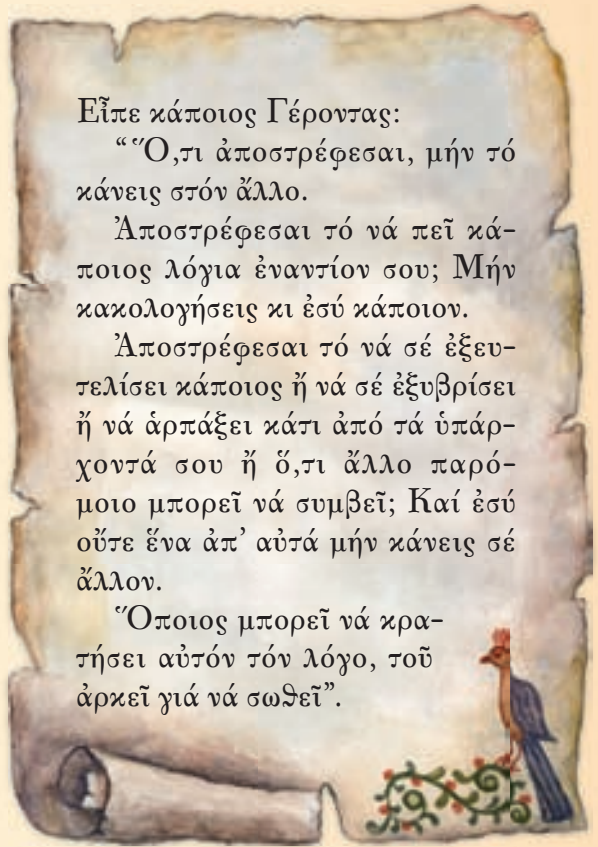 Εἶπε κάποιος Γέροντας:
“Ὅ,τι ἀποστρέφεσαι, μήν τό
κάνεις στόν ἄλλο.
Ἀποστρέφεσαι τό νά πεῖ κά-
ποιος λόγια ἐναντίον σου; Μήν
κακολογήσεις κι ἐσύ κάποιον.
Ἀποστρέφεσαι τό νά σέ ἐξευ-
τελίσει κάποιος ἤ νά σέ ἐξυβρίσει
ἤ νά ἁρπάξει κάτι ἀπό τά ὑπάρ-
χοντά σου ἤ ὅ,τι ἄλλο παρό-
μοιο μπορεῖ νά συμβεῖ; Καί ἐσύ
οὔτε ἕνα ἀπ’ αὐτά μήν κάνεις σέ
ἄλλον.
Ὅποιος μπορεῖ νά κρα-
τήσει αὐτόν τόν λόγο, τοῦ
ἀρκεῖ γιά νά σωθεῖ”.